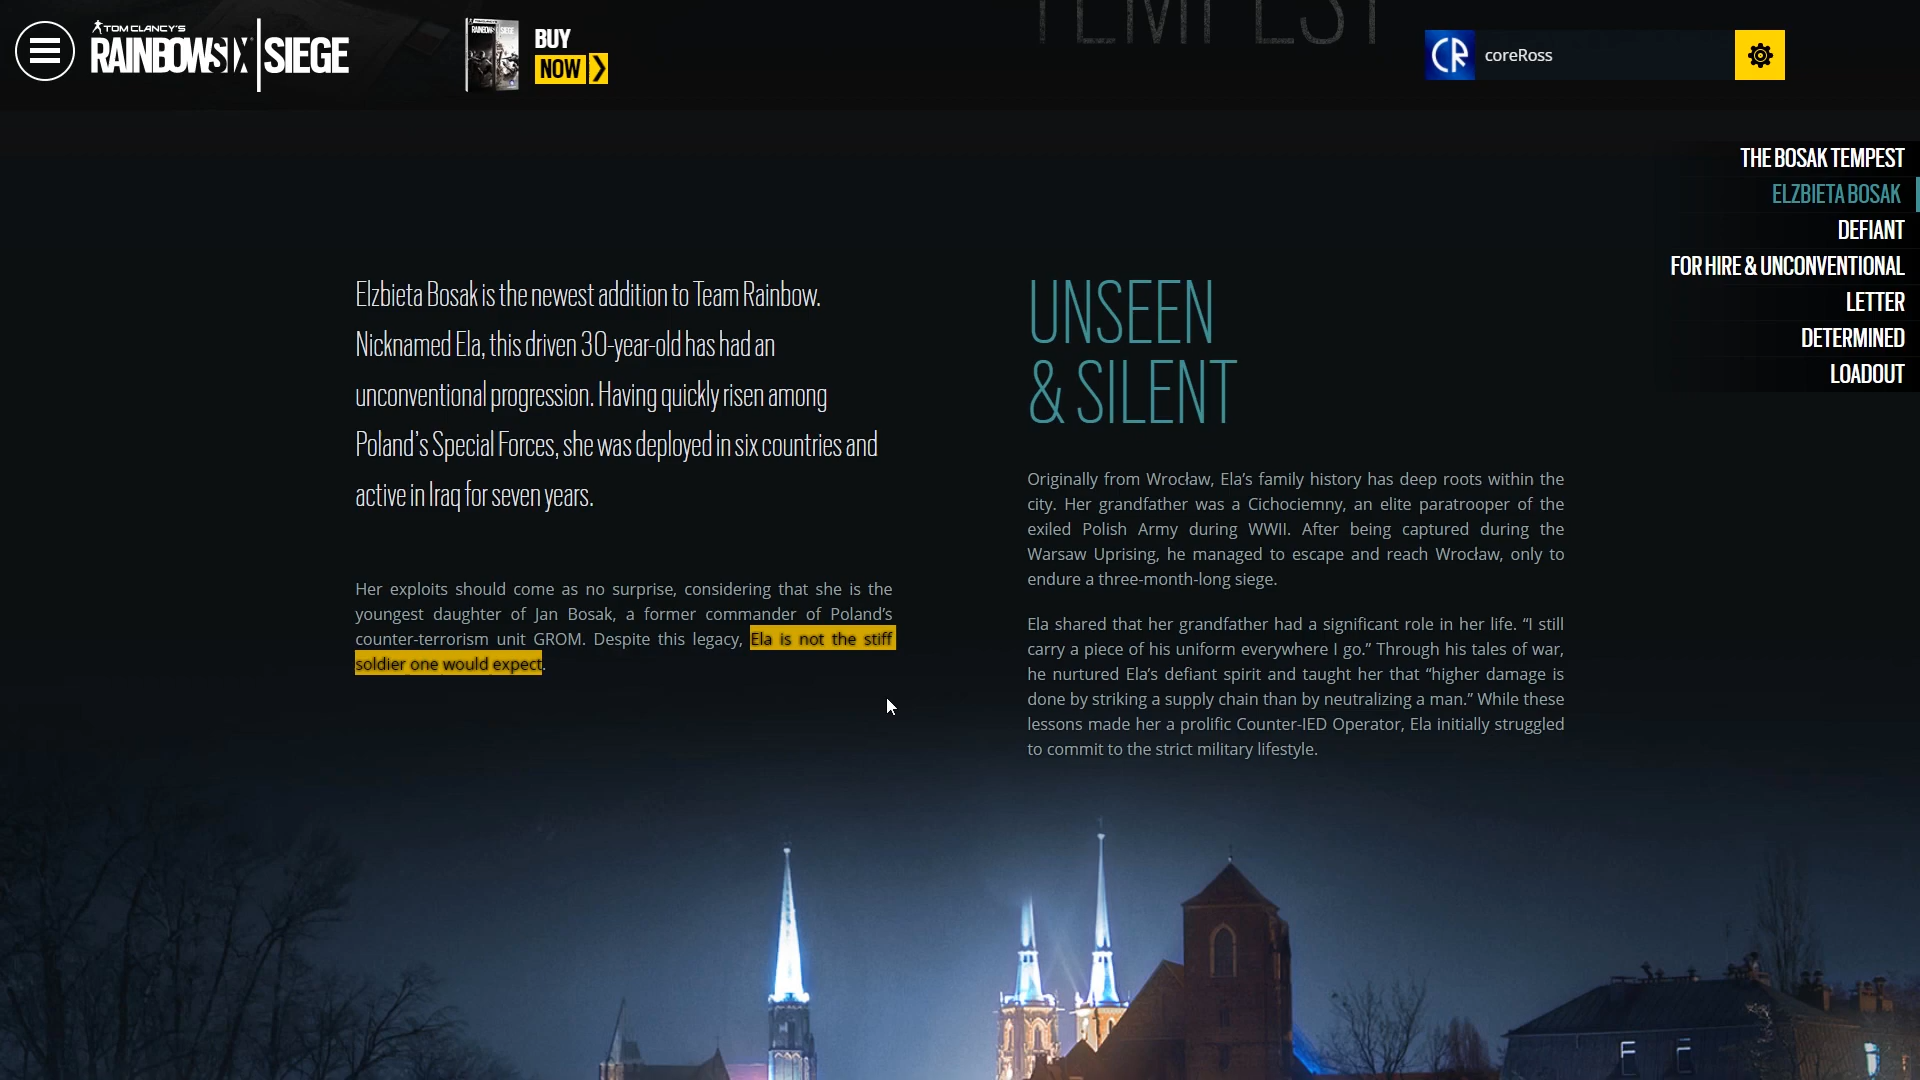 TOM CLANCY'S
RAINBOWSIX SIEGE
BUY
NOW
TEMPEST
CR
coreRoss
THE BOSAK TEMPEST
ELZBIETA BOSAK
DEFIANT
FOR HIRE & UNCONVENTIONAL
LETTER
DETERMINED
LOADOUT
Elzbieta Bosak is the newest addition to Team Rainbow.
Nicknamed Ela, this driven 30-year-old has had an
unconventional progression. Having quickly risen among
Poland’s Special Forces, she was deployed in six countries and
active in Iraq for seven years.
Her exploits should come as no surprise, considering that she is the
youngest daughter of Jan Bosak, a former commander of Poland’s
counter-terrorism unit GROM. Despite this legacy, Ela is not the stiff
soldier one would expect.
UNSEEN
& SILENT
Originally from Wrocław, Ela’s family history has deep roots within the
city. Her grandfather was a Cichociemny, an elite paratrooper of the
exiled Polish Army during WWII. After being captured during the
Warsaw Uprising, he managed to escape and reach Wrocław, only to
endure a three-month-long siege.
Ela shared that her grandfather had a significant role in her life. “I still
carry a piece of his uniform everywhere I go.” Through his tales of war,
he nurtured Ela’s defiant spirit and taught her that “higher damage is
done by striking a supply chain than by neutralizing a man.” While these
lessons made her a prolific Counter-IED Operator, Ela initially struggled
to commit to the strict military lifestyle.